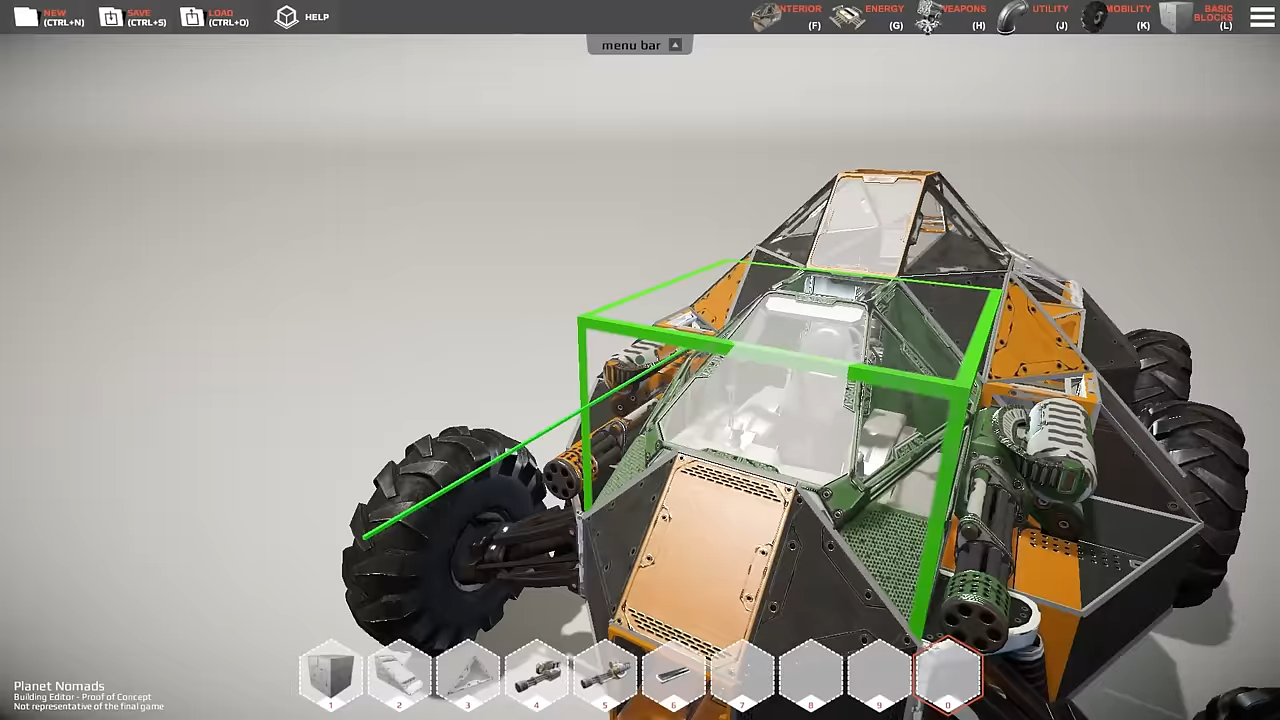 NEW
(CTRL+N)
SAVE
(CTRL+S)
LOAD
(CTRL+O)
HELP
INTERIOR
(F)
ENERGY
(G)
WEAPONS
(H)
UTILITY
(J)
MOBILITY
(K)
BASIC
BLOCKS
(L)
menu bar
1
2
3
4
5
6
7
8
9
0
Planet Nomads
Building Editor - Proof of Concept
Not representative of the final game